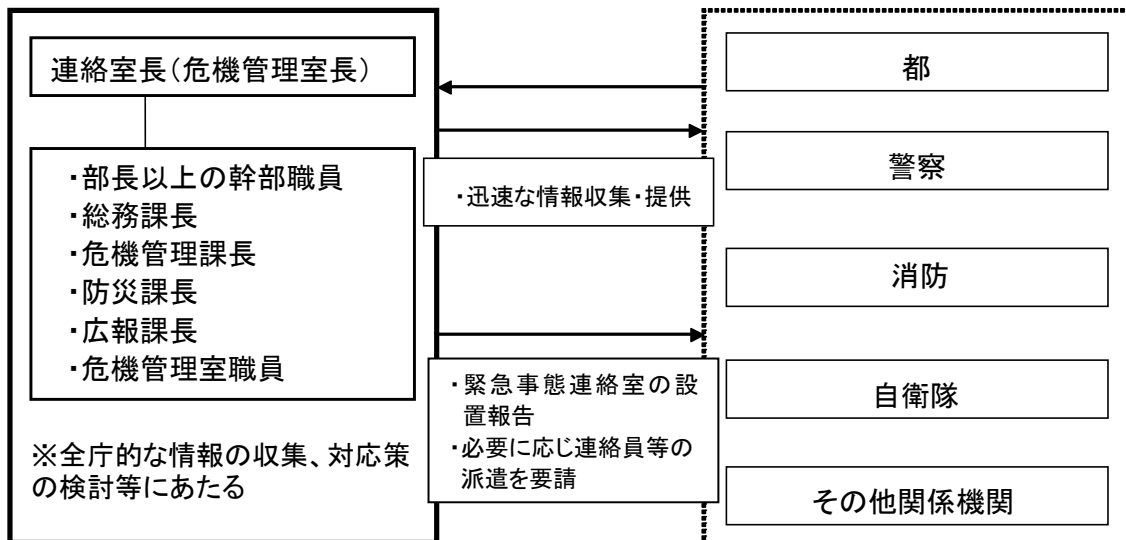 連絡室長（危機管理室長）
・部長以上の幹部職員
・総務課長
・危機管理課長
・防災課長
・広報課長
・危機管理室職員
※全庁的な情報の収集、対応策
の検討等にあたる
・迅速な情報収集・提供
・緊急事態連絡室の設
置報告
・必要に応じ連絡員等の
派遣を要請
都
警察
消防
自衛隊
その他関係機関